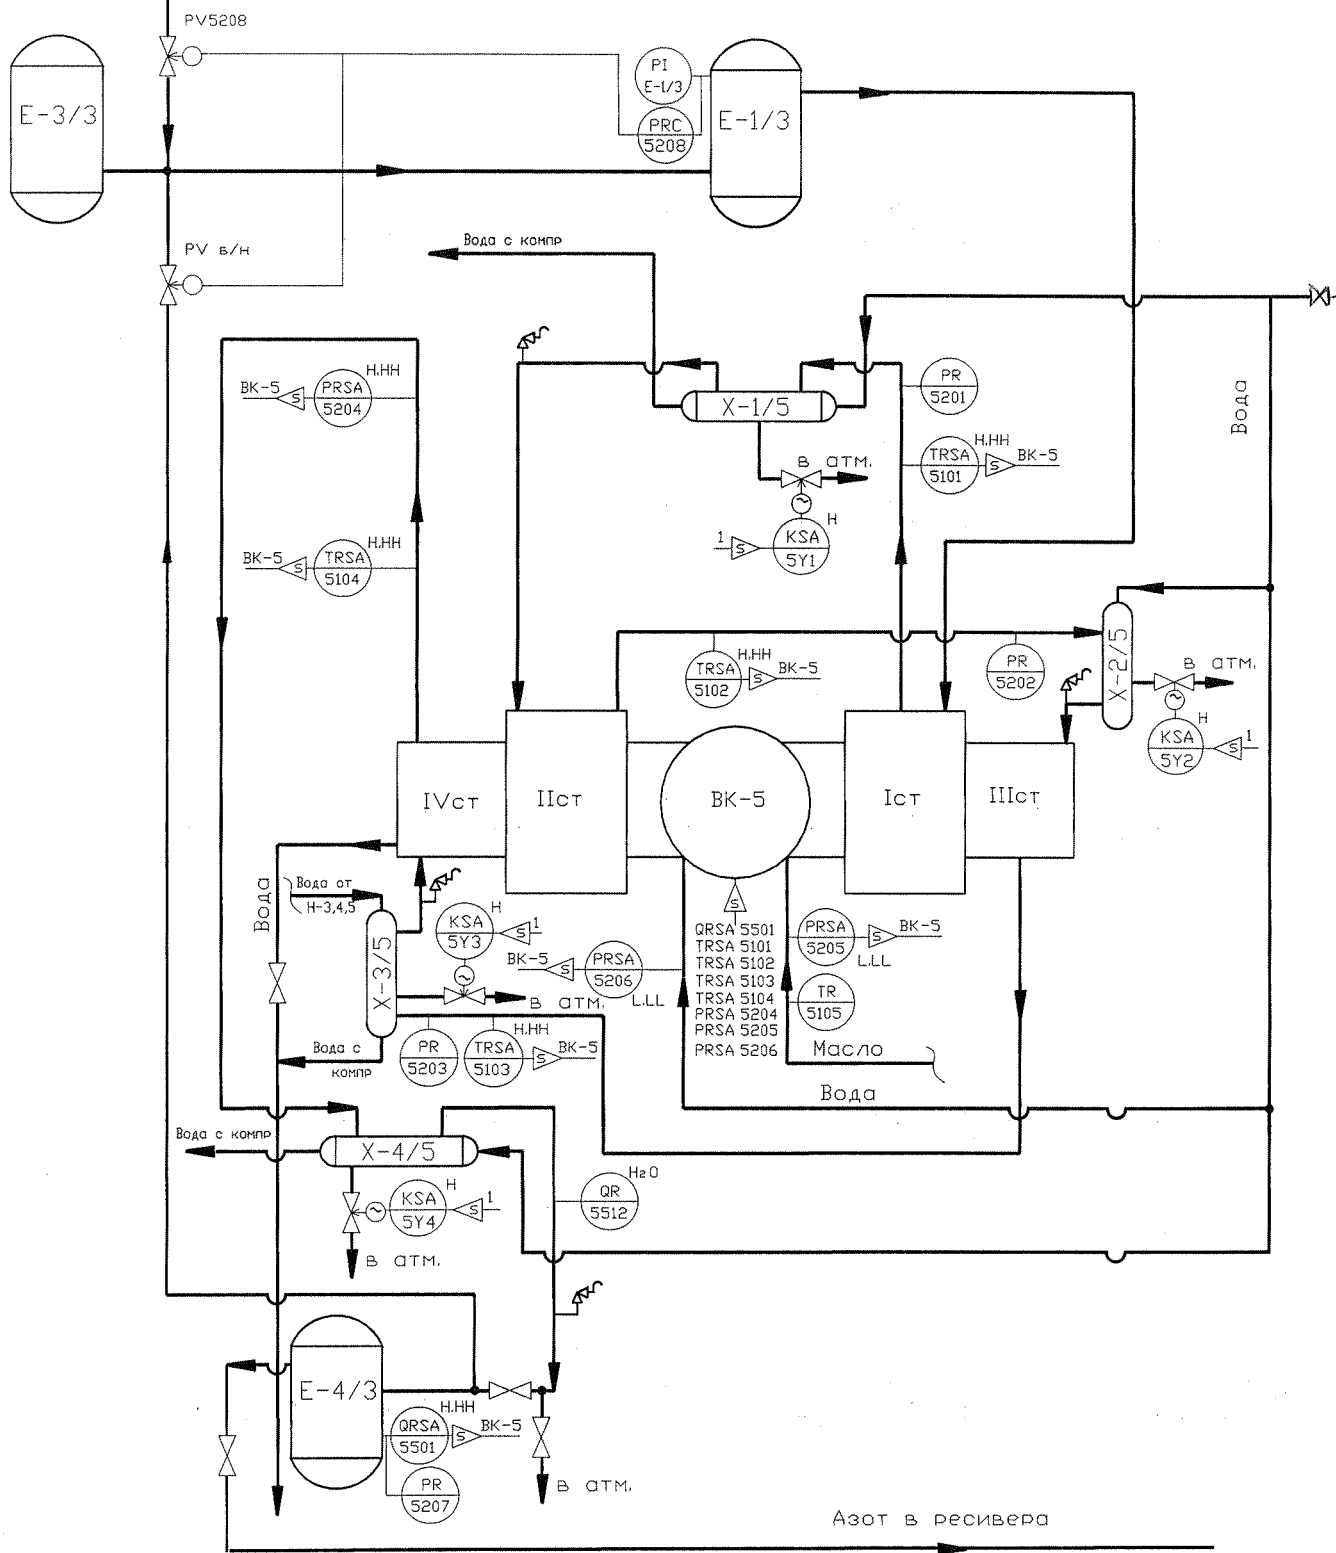 PV5208
E-3/3
PI
E-1/3
PRC
5208
E-1/3
PV б/н
Вода с компр
H.HH
BK-5
PRSA
5204
X-1/5
PR
5201
Вода
в атм.
H.HH
TRSA
5101
BK-5
H
1
KSA
5Y1
H.HH
BK-5
TRSA
5104
X-2/5
H.HH
TRSA
5102
BK-5
PR
5202
в атм.
H
KSA
5Y2
1
IVст
IIст
BK-5
Iст
IIIст
Вода
Вода от
Н-3,4,5
X-3/5
H
KSA
5Y3
1
BK-5
PRSA
5206
L.LL
в атм.
QRSA 5501
TRSA 5101
TRSA 5102
TRSA 5103
TRSA 5104
PRSA 5204
PRSA 5205
PRSA 5206
PRSA
5205
BK-5
L.LL
TR
5105
Масло
Вода с
компр
PR
5203
H.HH
TRSA
5103
BK-5
Вода
Вода с компр
X-4/5
H
KSA
5Y4
1
в атм.
H2O
QR
5512
E-4/3
H.HH
QRSA
5501
BK-5
PR
5207
в атм.
Азот в ресивера